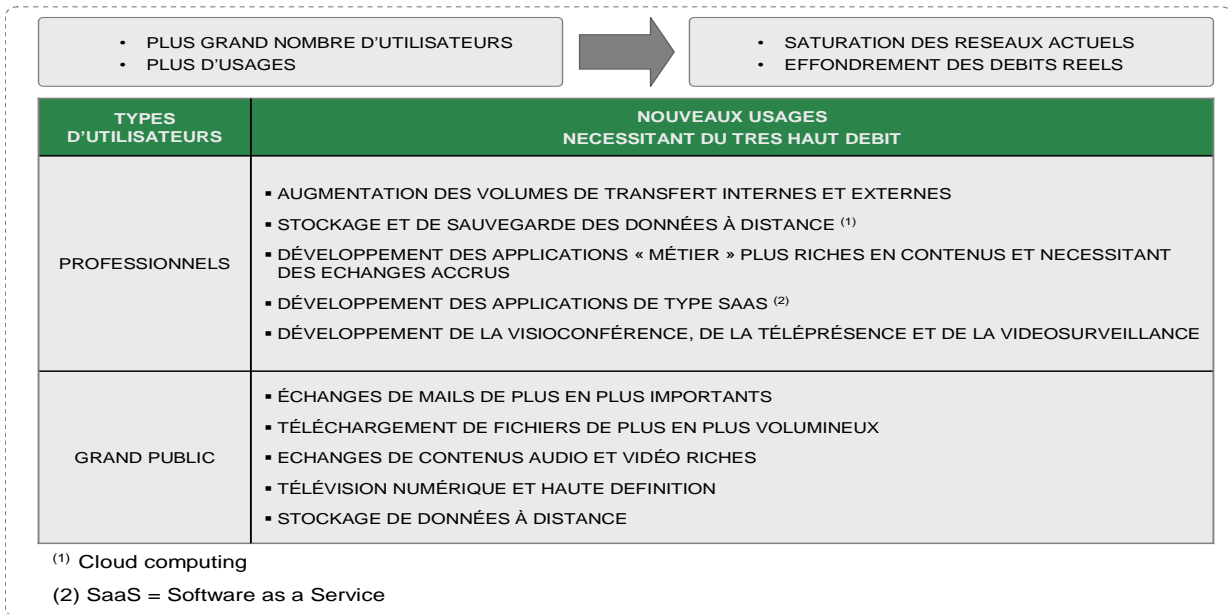 • PLUS GRAND NOMBRE D’UTILISATEURS
• PLUS D’USAGES
• SATURATION DES RESEAUX ACTUELS
• EFFONDREMENT DES DEBITS REELS
TYPES
D’UTILISATEURS
NOUVEAUX USAGES
NECESSITANT DU TRES HAUT DEBIT
PROFESSIONNELS
▪ AUGMENTATION DES VOLUMES DE TRANSFERT INTERNES ET EXTERNES
▪ STOCKAGE ET DE SAUVEGARDE DES DONNÉES À DISTANCE (1)
▪ DÉVELOPPEMENT DES APPLICATIONS « MÉTIER » PLUS RICHES EN CONTENUS ET NECESSITANT
DES ECHANGES ACCRUS
▪ DÉVELOPPEMENT DES APPLICATIONS DE TYPE SAAS (2)
▪ DÉVELOPPEMENT DE LA VISIOCONFÉRENCE, DE LA TÉLÉPRÉSENCE ET DE LA VIDEOSURVEILLANCE
GRAND PUBLIC
▪ ÉCHANGES DE MAILS DE PLUS EN PLUS IMPORTANTS
▪ TÉLÉCHARGEMENT DE FICHIERS DE PLUS EN PLUS VOLUMINEUX
▪ ECHANGES DE CONTENUS AUDIO ET VIDÉO RICHES
▪ TÉLÉVISION NUMÉRIQUE ET HAUTE DEFINITION
▪ STOCKAGE DE DONNÉES À DISTANCE
(1) Cloud computing
(2) SaaS = Software as a Service